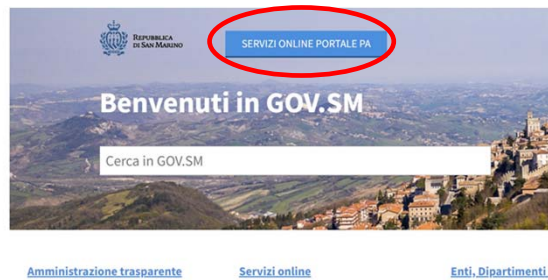 REPUBBLICA
DI SAN MARINO
SERVIZI ONLINE PORTALE PA
Benvenuti in GOV.SM
Cerca in GOV.SM
Amministrazione trasparente
Servizi online
Enti, Dipartimenti